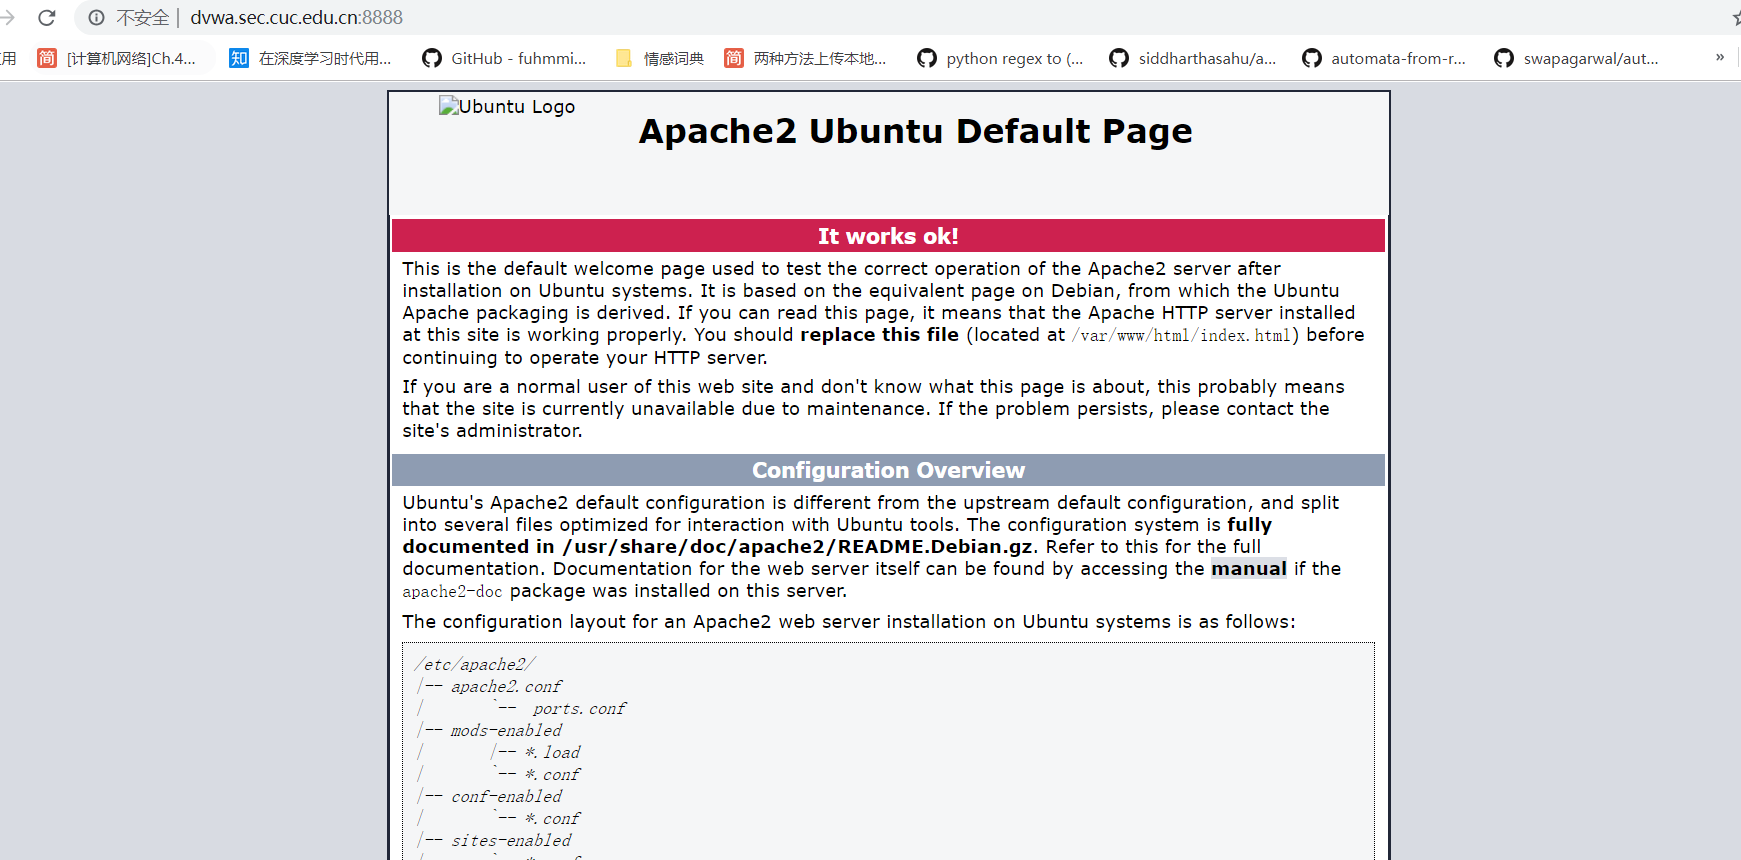 不安全 | dvwa.sec.cuc.edu.cn:8888
用 简 [计算机网络]Ch.4... 知 在深度学习时代用... GitHub - fuhmmi... 情感词典 简 两种方法上传本地... python regex to (... siddharthasahu/a... automata-from-r... swapagarwal/aut... »
Ubuntu Logo
Apache2 Ubuntu Default Page
It works ok!
This is the default welcome page used to test the correct operation of the Apache2 server after
installation on Ubuntu systems. It is based on the equivalent page on Debian, from which the Ubuntu
Apache packaging is derived. If you can read this page, it means that the Apache HTTP server installed
at this site is working properly. You should replace this file (located at /var/www/html/index.html) before
continuing to operate your HTTP server.
If you are a normal user of this web site and don't know what this page is about, this probably means
that the site is currently unavailable due to maintenance. If the problem persists, please contact the
site's administrator.
Configuration Overview
Ubuntu's Apache2 default configuration is different from the upstream default configuration, and split
into several files optimized for interaction with Ubuntu tools. The configuration system is fully
documented in /usr/share/doc/apache2/README.Debian.gz. Refer to this for the full
documentation. Documentation for the web server itself can be found by accessing the manual if the
apache2-doc package was installed on this server.
The configuration layout for an Apache2 web server installation on Ubuntu systems is as follows:
/etc/apache2/
|-- apache2.conf
|       `--  ports.conf
|-- mods-enabled
|       |-- *.load
|       `-- *.conf
|-- conf-enabled
|       `-- *.conf
|-- sites-enabled